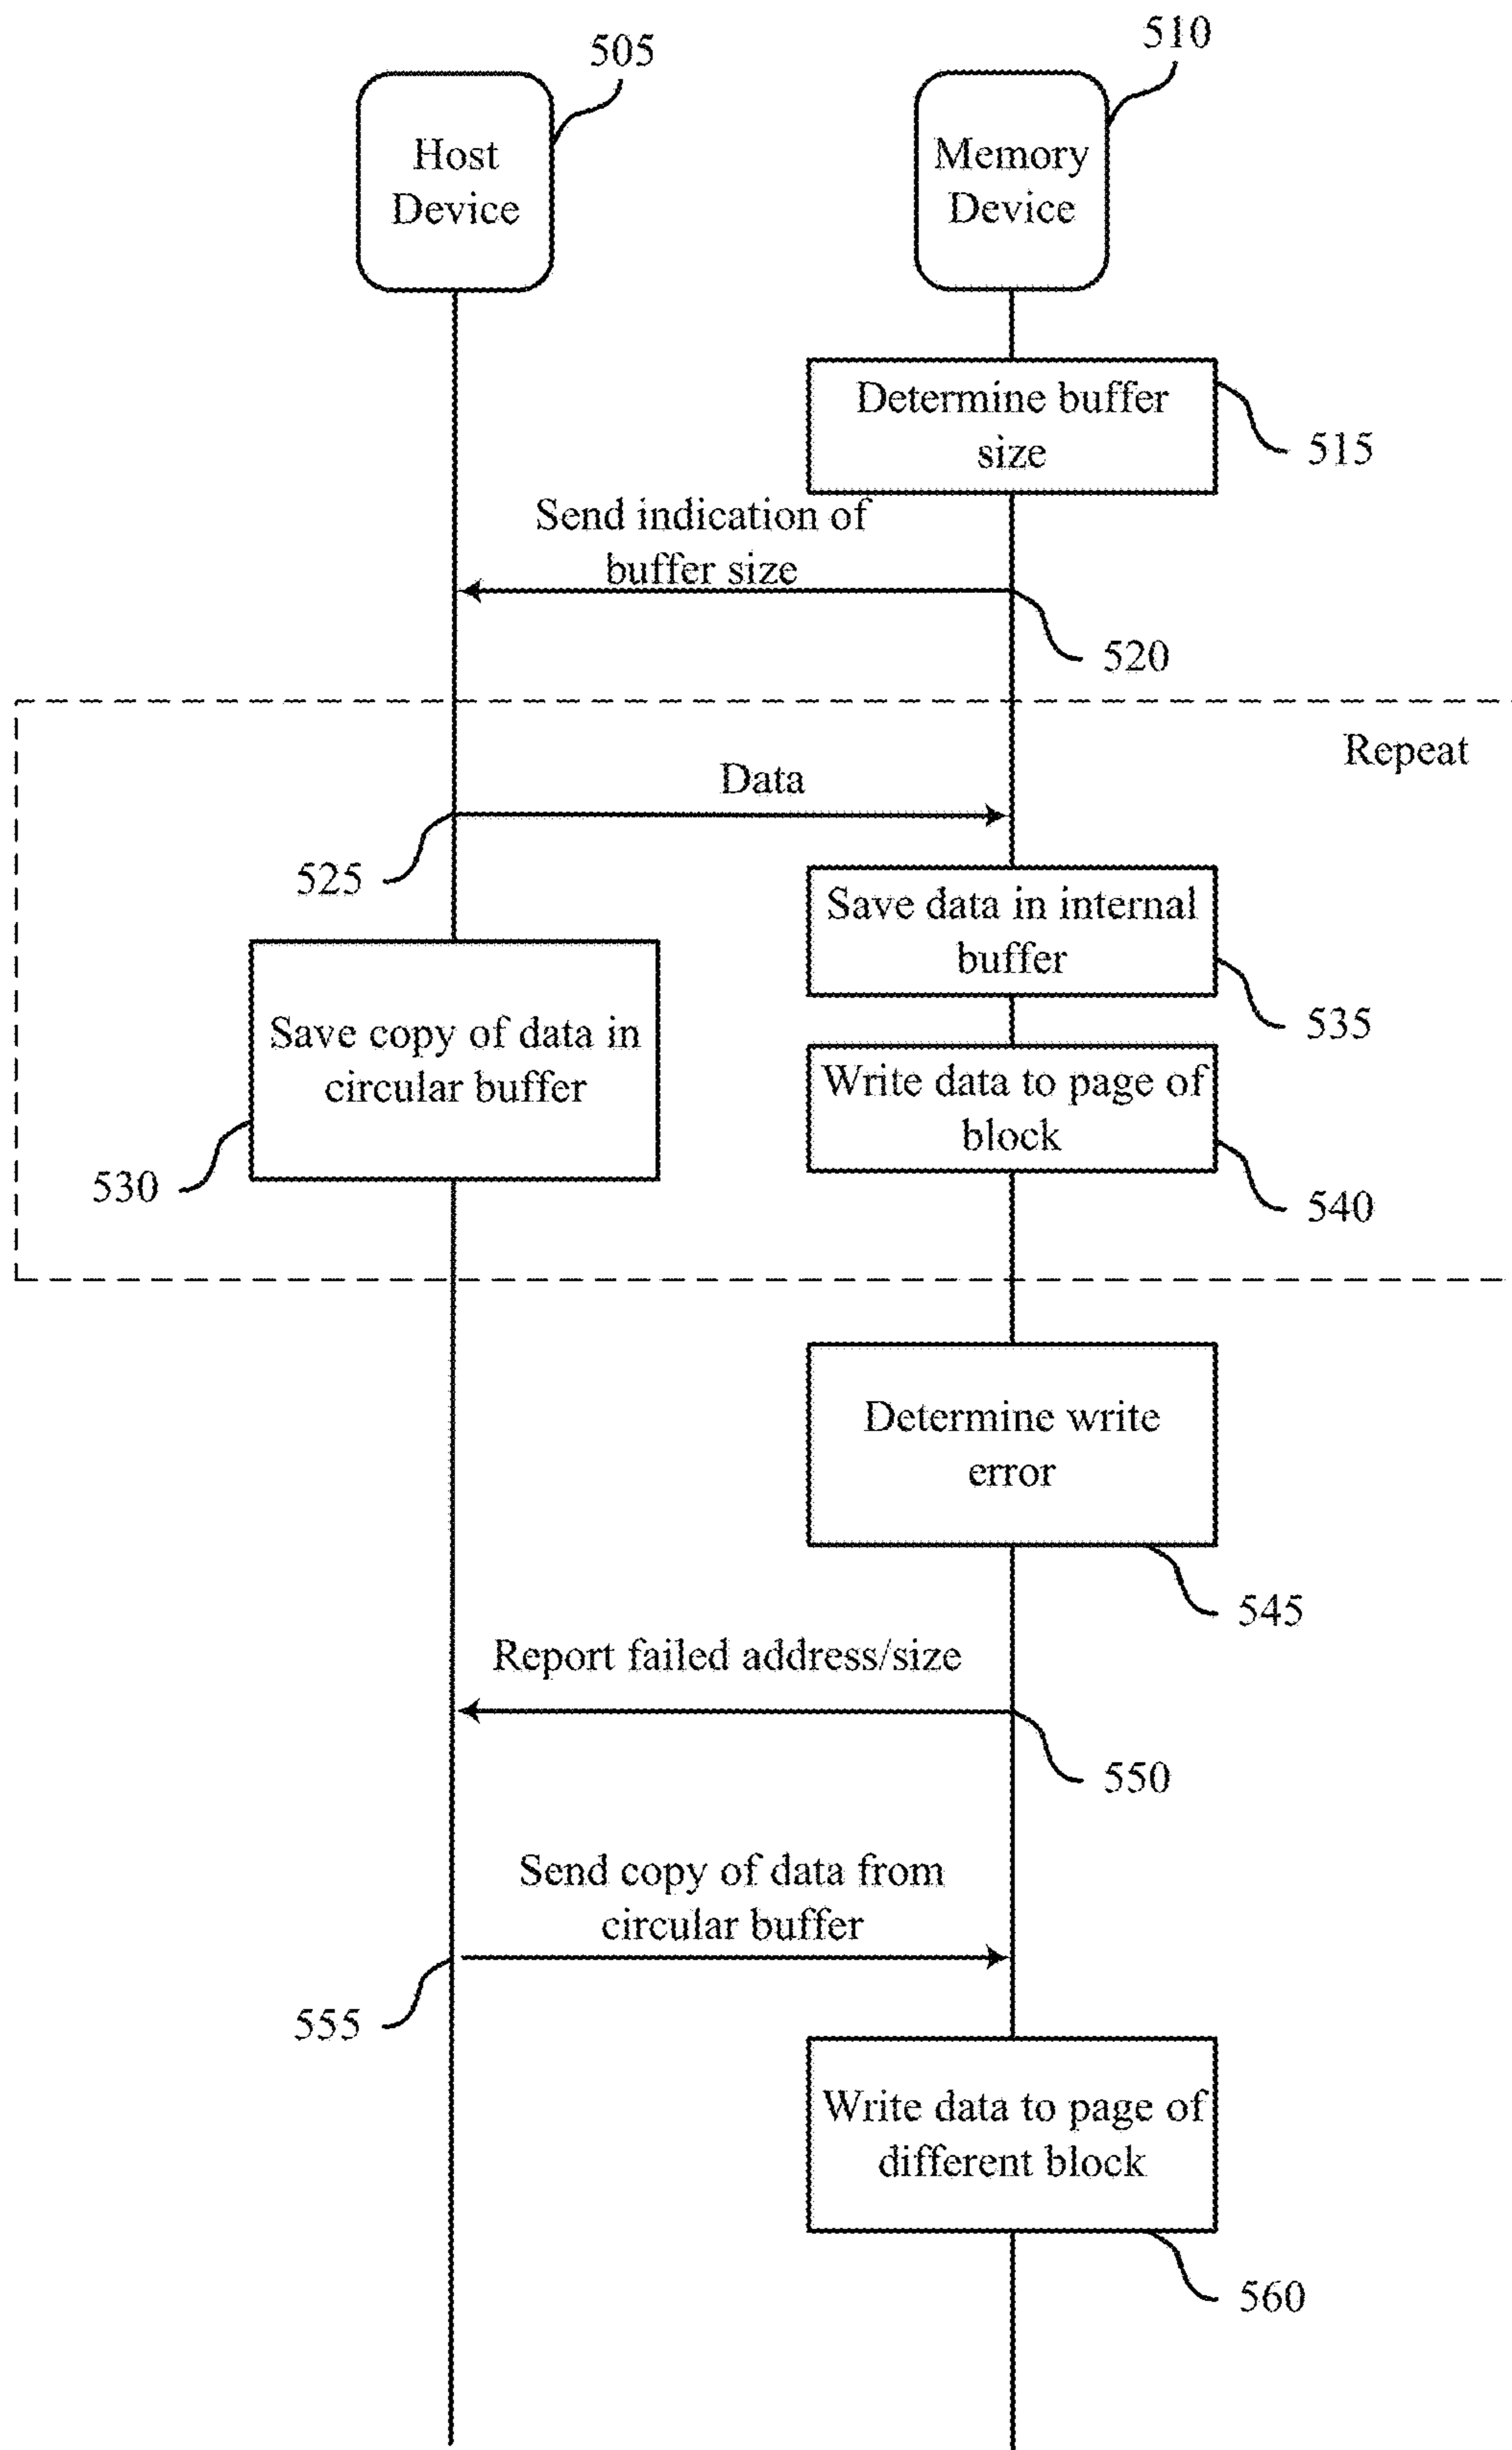 505
510
Host
Device
Memory
Device
Determine buffer
size
515
Send indication of
buffer size
520
Repeat
Data
525
Save data in internal
buffer
535
Save copy of data in
circular buffer
530
Write data to page of
block
540
Determine write
error
545
Report failed address/size
550
Send copy of data from
circular buffer
555
Write data to page of
different block
560